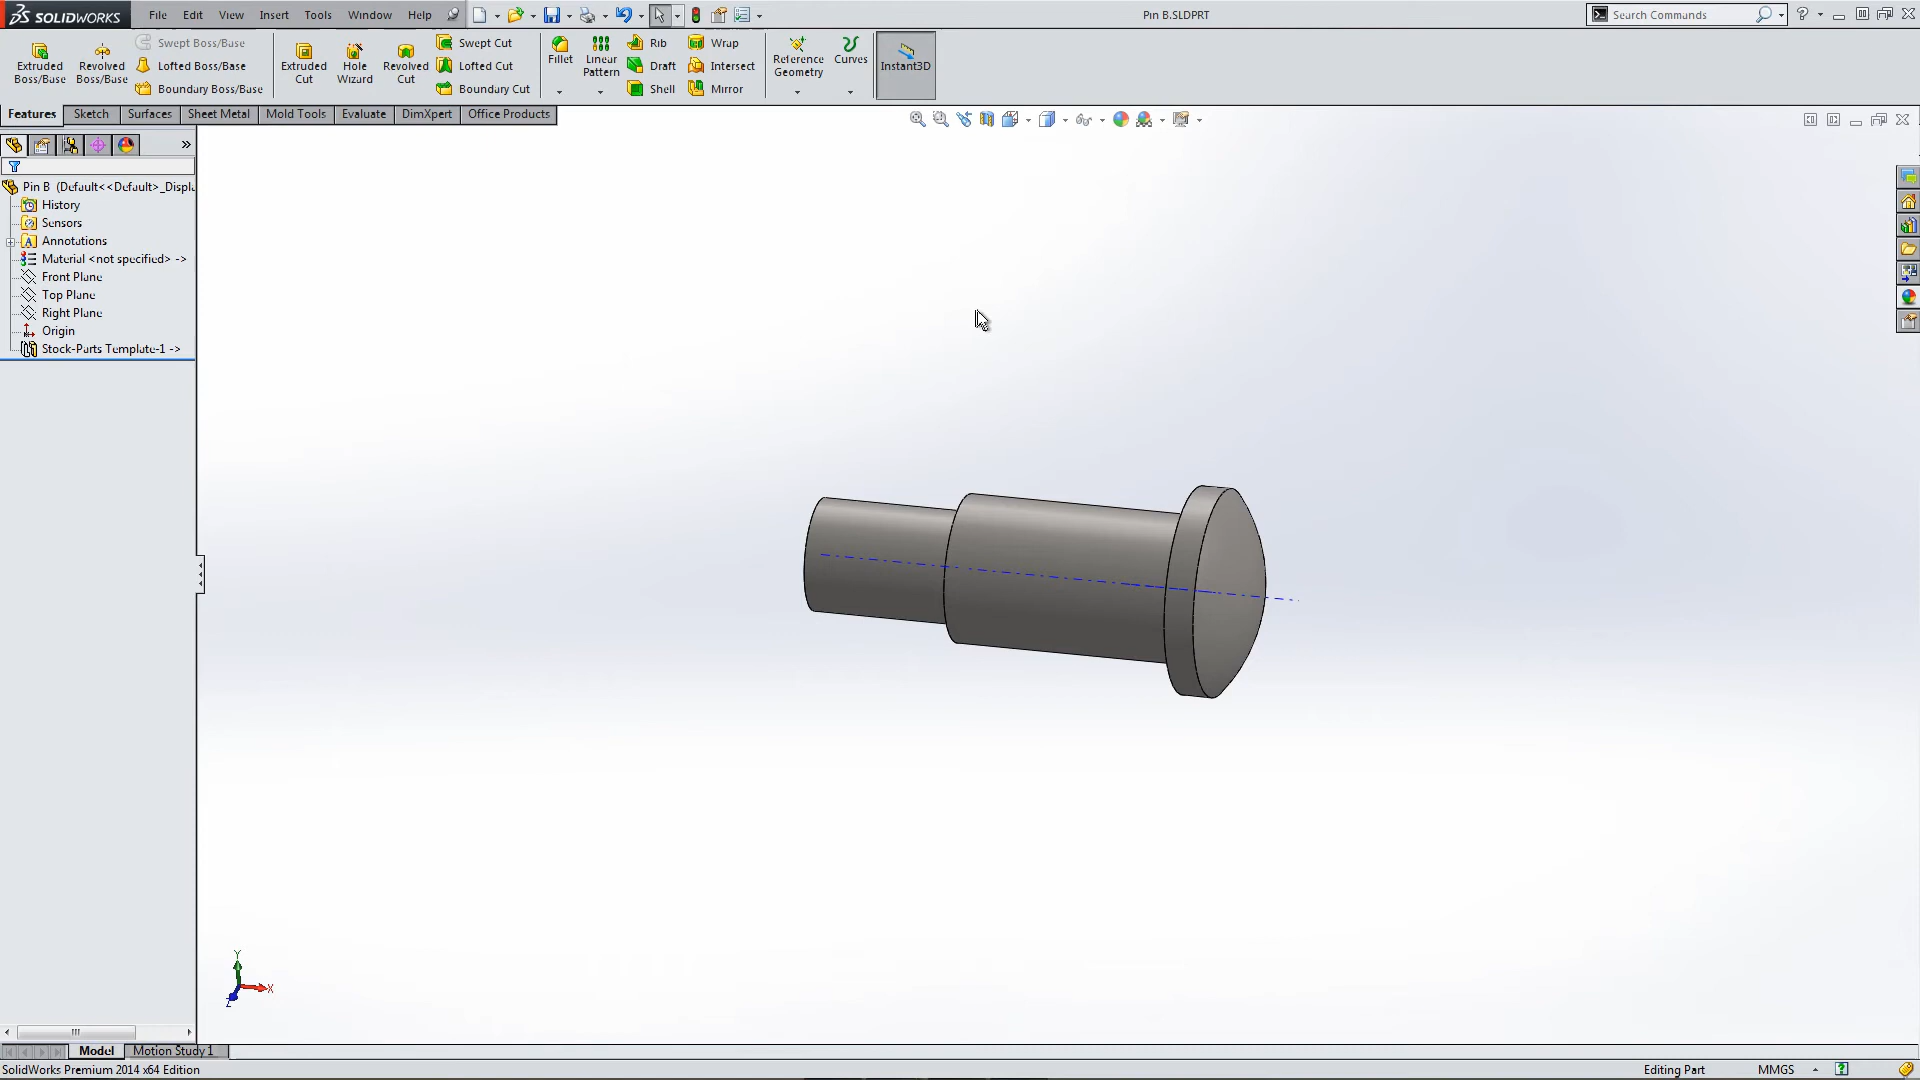 SOLIDWORKS File Edit View Insert Tools Window Help Pin B.SLDPRT Search Commands
Extruded Boss/Base
Revolved Boss/Base
Swept Boss/Base
Lofted Boss/Base
Boundary Boss/Base
Extruded Cut
Hole Wizard
Revolved Cut
Swept Cut
Lofted Cut
Boundary Cut
Fillet
Linear Pattern
Rib
Draft
Shell
Wrap
Intersect
Mirror
Reference Geometry
Curves
Instant3D
Features Sketch Surfaces Sheet Metal Mold Tools Evaluate DimXpert Office Products
Pin B (Default<<Default>_Displ
History
Sensors
Annotations
Material <not specified> ->
Front Plane
Top Plane
Right Plane
Origin
Stock-Parts Template-1 ->
Y
X
Z
Model Motion Study 1
SolidWorks Premium 2014 x64 Edition Editing Part MMGS